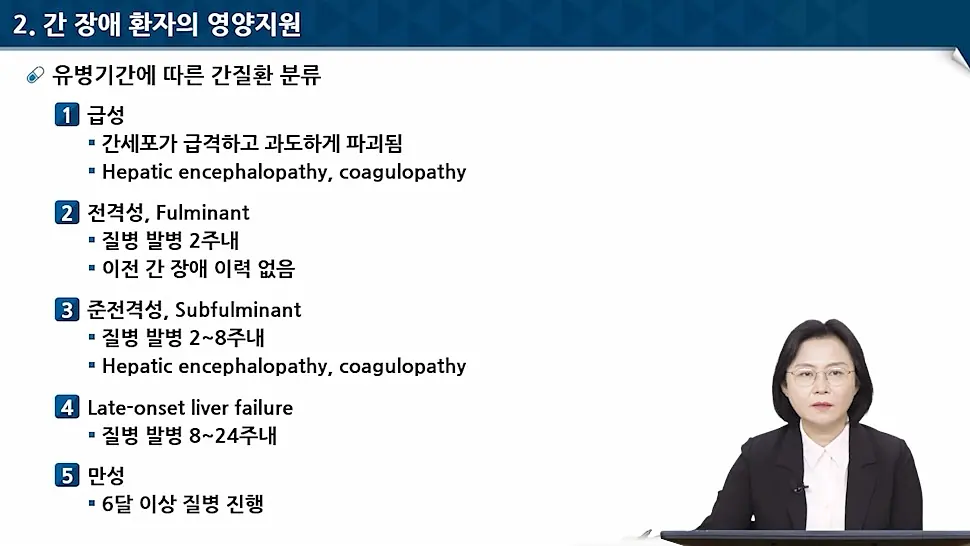 2. 간 장애 환자의 영양지원
유병기간에 따른 간질환 분류
1 급성
▪ 간세포가 급격하고 과도하게 파괴됨
▪ Hepatic encephalopathy, coagulopathy
2 전격성, Fulminant
▪ 질병 발병 2주내
▪ 이전 간 장애 이력 없음
3 준전격성, Subfulminant
▪ 질병 발병 2~8주내
▪ Hepatic encephalopathy, coagulopathy
4 Late-onset liver failure
▪ 질병 발병 8~24주내
5 만성
▪ 6달 이상 질병 진행